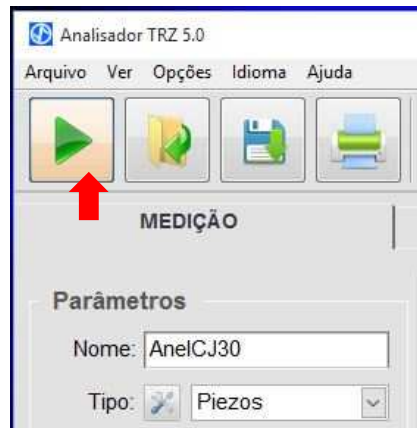 Analisador TRZ 5.0
Arquivo Ver Opções Idioma Ajuda
MEDIÇÃO
Parâmetros
Nome: AnelCJ30
Tipo: Piezos